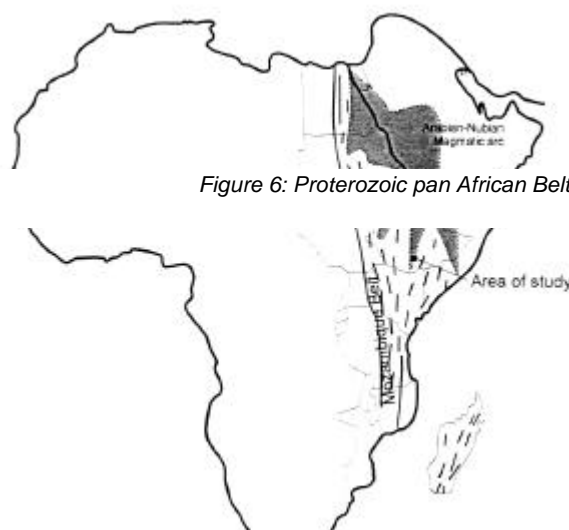 Arabian-Nubian
Magmatic arc
Figure 6: Proterozoic pan African Belt
Area of study
Mozambique Belt